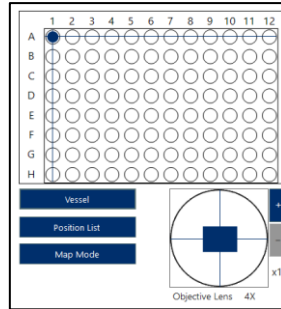 1 2 3 4 5 6 7 8 9 10 11 12
A
B
C
D
E
F
G
H
Vessel
Position List
Map Mode
+
-
x1
Objective Lens 4X